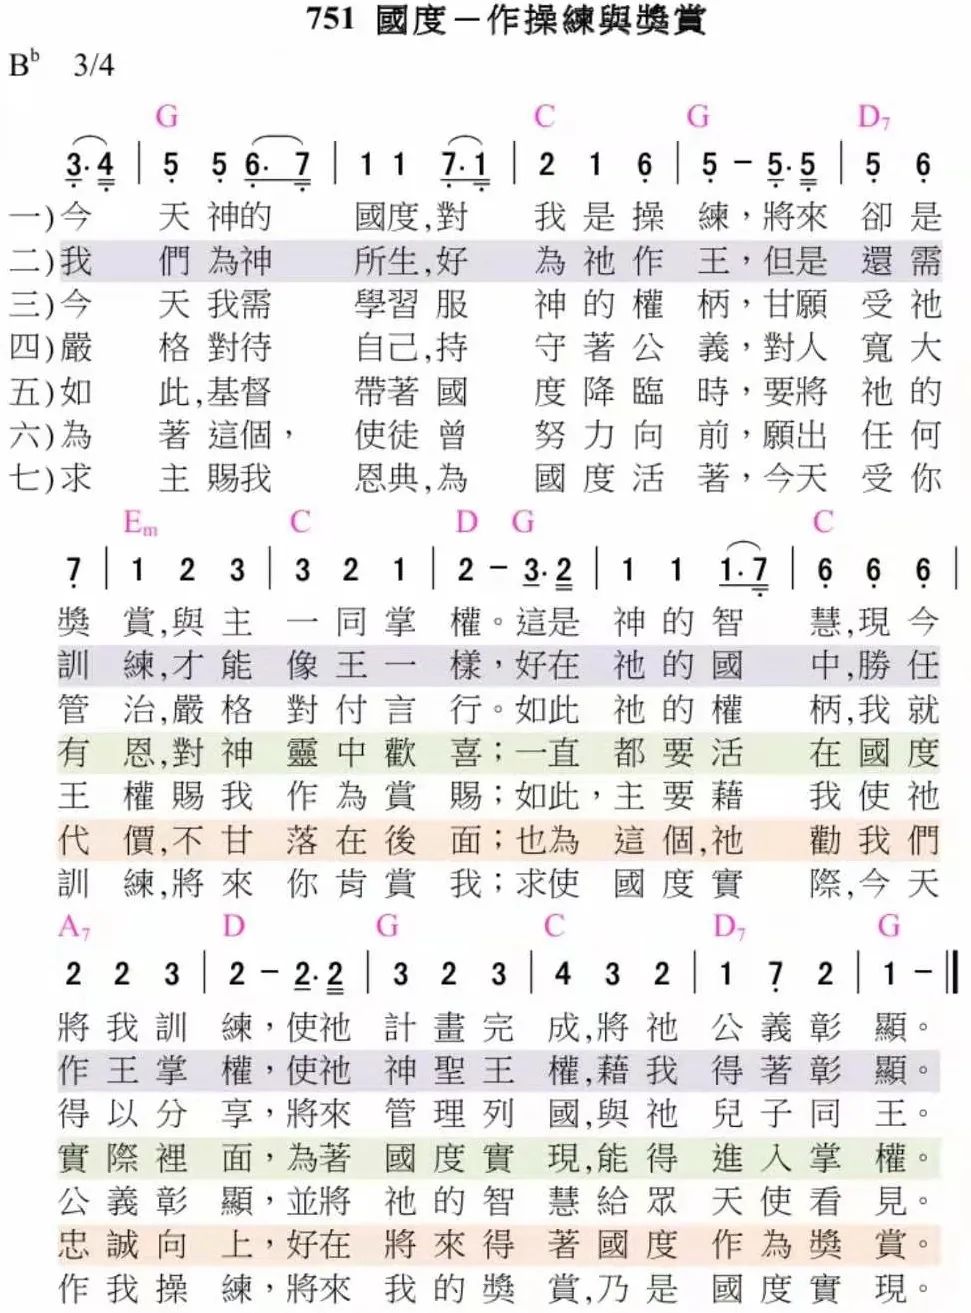 751 國度－作操練與獎賞
B♭ 3/4
G C G D7
3· 4 | 5 5 6· 7 | 1 1 7· 1 | 2 1 6 | 5 － 5· 5 | 5 6
一)今 天 神的 國度,對 我 是 操 練，將來 卻 是
二)我 們 為神 所生,好 為 祂 作 王，但是 還 需
三)今 天 我需 學習 服 神 的 權 柄，甘願 受 祂
四)嚴 格 對待 自己,持 守 著 公 義，對人 寬 大
五)如 此,基督 帶著 國 度 降 臨 時，要將 祂 的
六)為 著 這個， 使徒 曾 努 力 向 前，願出 任 何
七)求 主 賜我 恩典,為 國 度 活 著，今天 受 你
Em C D G C
7 | 1 2 3 | 3 2 1 | 2 － 3· 2 | 1 1 1· 7 | 6 6 6 |
獎 賞,與 主 一 同 掌 權。這是 神 的 智 慧,現 今
訓 練,才 能 像 王 一 樣，好在 祂 的 國 中,勝 任
管 治,嚴 格 對 付 言 行。如此 祂 的 權 柄,我 就
有 恩,對 神 靈 中 歡 喜；一直 都 要 活 在 國 度
王 權 賜 我 作 為 賞 賜；如此，主 要 藉 我 使 祂
代 價,不 甘 落 在 後 面；也為 這 個,祂 勸 我 們
訓 練,將 來 你 肯 賞 我；求使 國 度 實 際,今 天
A7 D G C D7 G
2 2 3 | 2 － 2· 2 | 3 2 3 | 4 3 2 | 1 7 2 | 1 － ‖
將 我 訓 練，使祂 計 畫 完 成,將 祂 公 義 彰 顯。
作 王 掌 權，使祂 神 聖 王 權,藉 我 得 著 彰 顯。
得 以 分 享，將來 管 理 列 國,與 祂 兒 子 同 王。
實 際 裡 面，為著 國 度 實 現,能 得 進 入 掌 權。
公 義 彰 顯，並將 祂 的 智 慧 給 眾 天 使 看 見。
忠 誠 向 上，好在 將 來 得 著 國 度 作 為 獎 賞。
作 我 操 練，將來 我 的 獎 賞,乃 是 國 度 實 現。